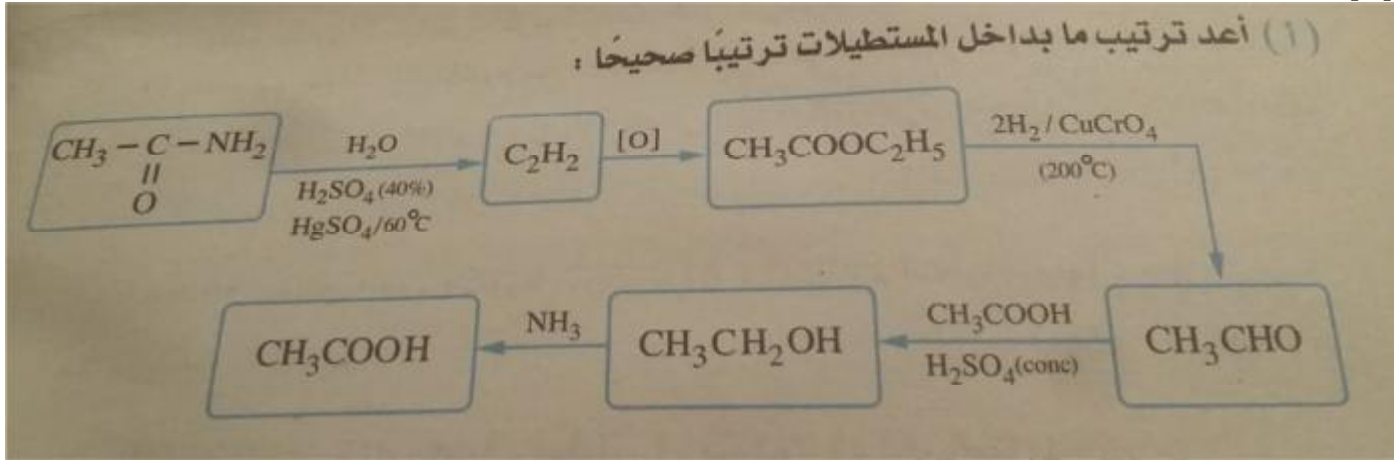 (١) أعد ترتيب ما بداخل المستطيلات ترتيبًا صحيحًا :
CH₃ – C – NH₂
||
O
H₂O
H₂SO₄ (40%)
HgSO₄/60°C
C₂H₂
[O]
CH₃COOC₂H₅
2H₂ / CuCrO₄
(200°C)
CH₃CHO
CH₃COOH
H₂SO₄(conc)
CH₃CH₂OH
NH₃
CH₃COOH